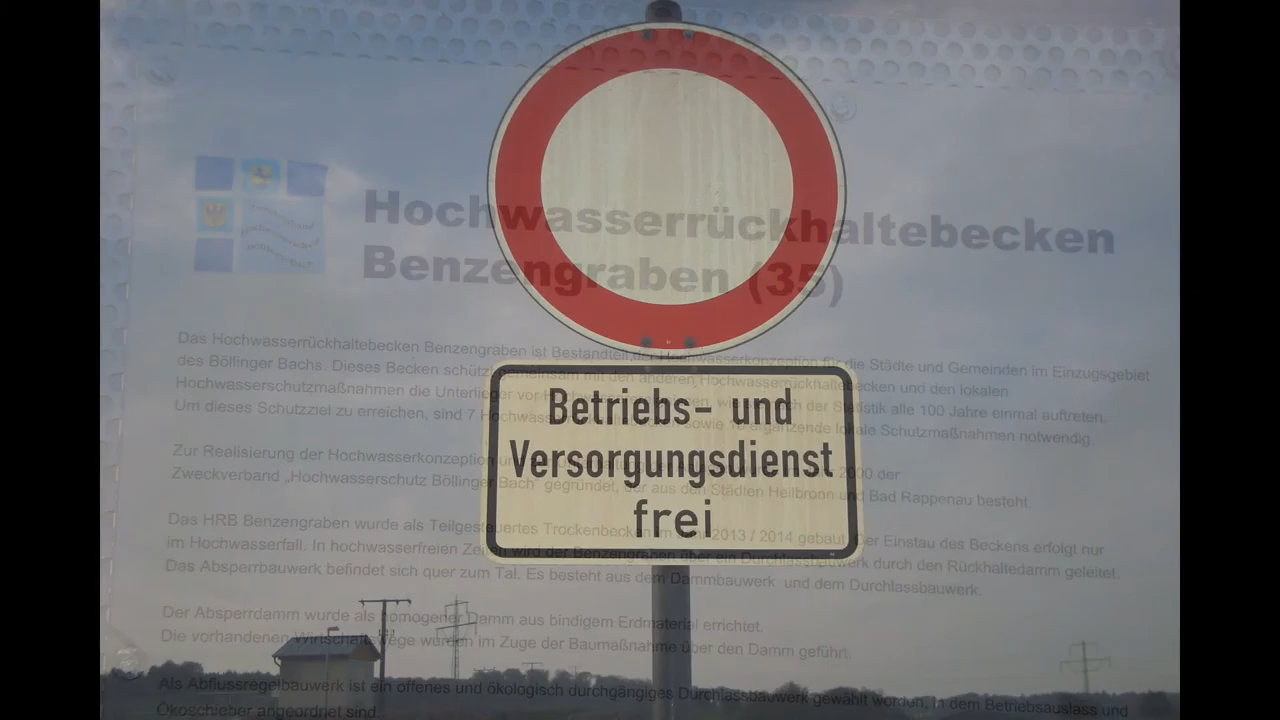 Hochwasserrückhaltebecken
Benzengraben (35)
Das Hochwasserrückhaltebecken Benzengraben ist Bestandteil der Hochwasserkonzeption für die Städte und Gemeinden im Einzugsgebiet
des Böllinger Bachs. Dieses Becken schützt gemeinsam mit den anderen Hochwasserrückhaltebecken und den lokalen
Hochwasserschutzmaßnahmen die Unterlieger vor nach der Statistik alle 100 Jahre einmal auftreten.
Um dieses Schutzziel zu erreichen, sind 7 sowie ergänzende lokale Schutzmaßnahmen notwendig.
Betriebs- und
Versorgungsdienst
frei
Zur Realisierung der Hochwasserkonzeption der
Zweckverband „Hochwasserschutz Böllinger Bach“ gegründet, der aus den Städten Heilbronn und Bad Rappenau besteht
Das HRB Benzengraben wurde als Teilgesteuertes Trockenbecken im 2013 / 2014 gebaut. Der Einstau des Beckens erfolgt nur
im Hochwasserfall. In hochwasserfreien Zeiten wird der Benzengraben über ein Durchlassbauwerk durch den Rückhaltedamm geleitet.
Das Absperrbauwerk befindet sich quer zum Tal. Es besteht aus dem Dammbauwerk und dem Durchlassbauwerk.
Der Absperrdamm wurde als homogener Damm aus bindigem Erdmaterial errichtet.
Die vorhandenen Wirtschaftswege wurden im Zuge der Baumaßnahme über den Damm geführt.
Als Abflussregelbauwerk ist ein offenes und ökologisch durchgängiges Durchlassbauwerk gewählt worden, In dem Betriebsauslass und
Ökoschieber angeordnet sind.